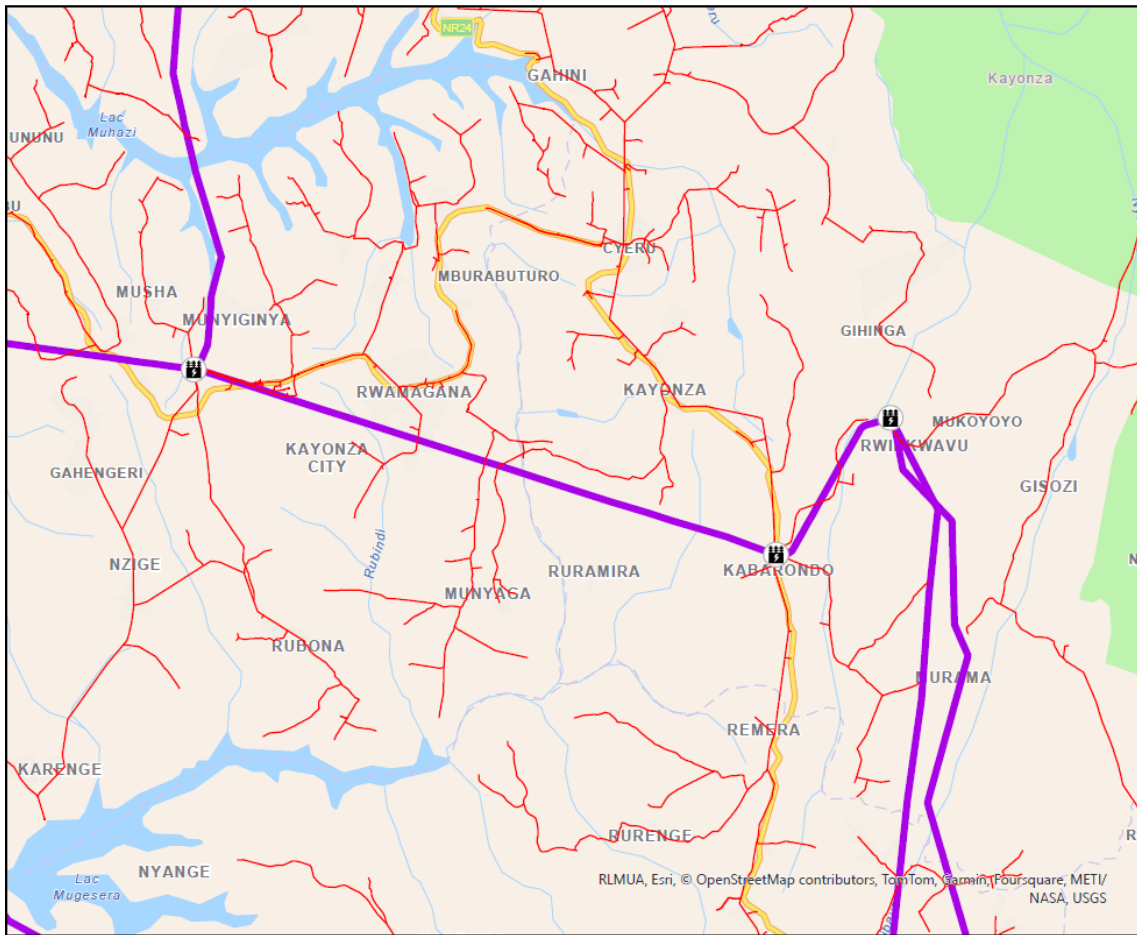 NR24
GAHINI
Kayonza
Lac
Muhazi
UNUNU
BU
CYERU
MBURABUTURO
MUSHA
MUNYIGINYA
GIHINGA
RWAMAGANA
KAYONZA
MUKOYOYO
KAYONZA
CITY
GAHENGERI
GISOZI
Rubindi
NZIGE
RURAMIRA
KABARONDO
MUNYAGA
RUBONA
MURAMA
REMERA
KARENGE
RURENGE
R
NYANGE
Lac
Mugesera
RLMUA, Esri, © OpenStreetMap contributors, TomTom, Garmin, Foursquare, METI/
NASA, USGS